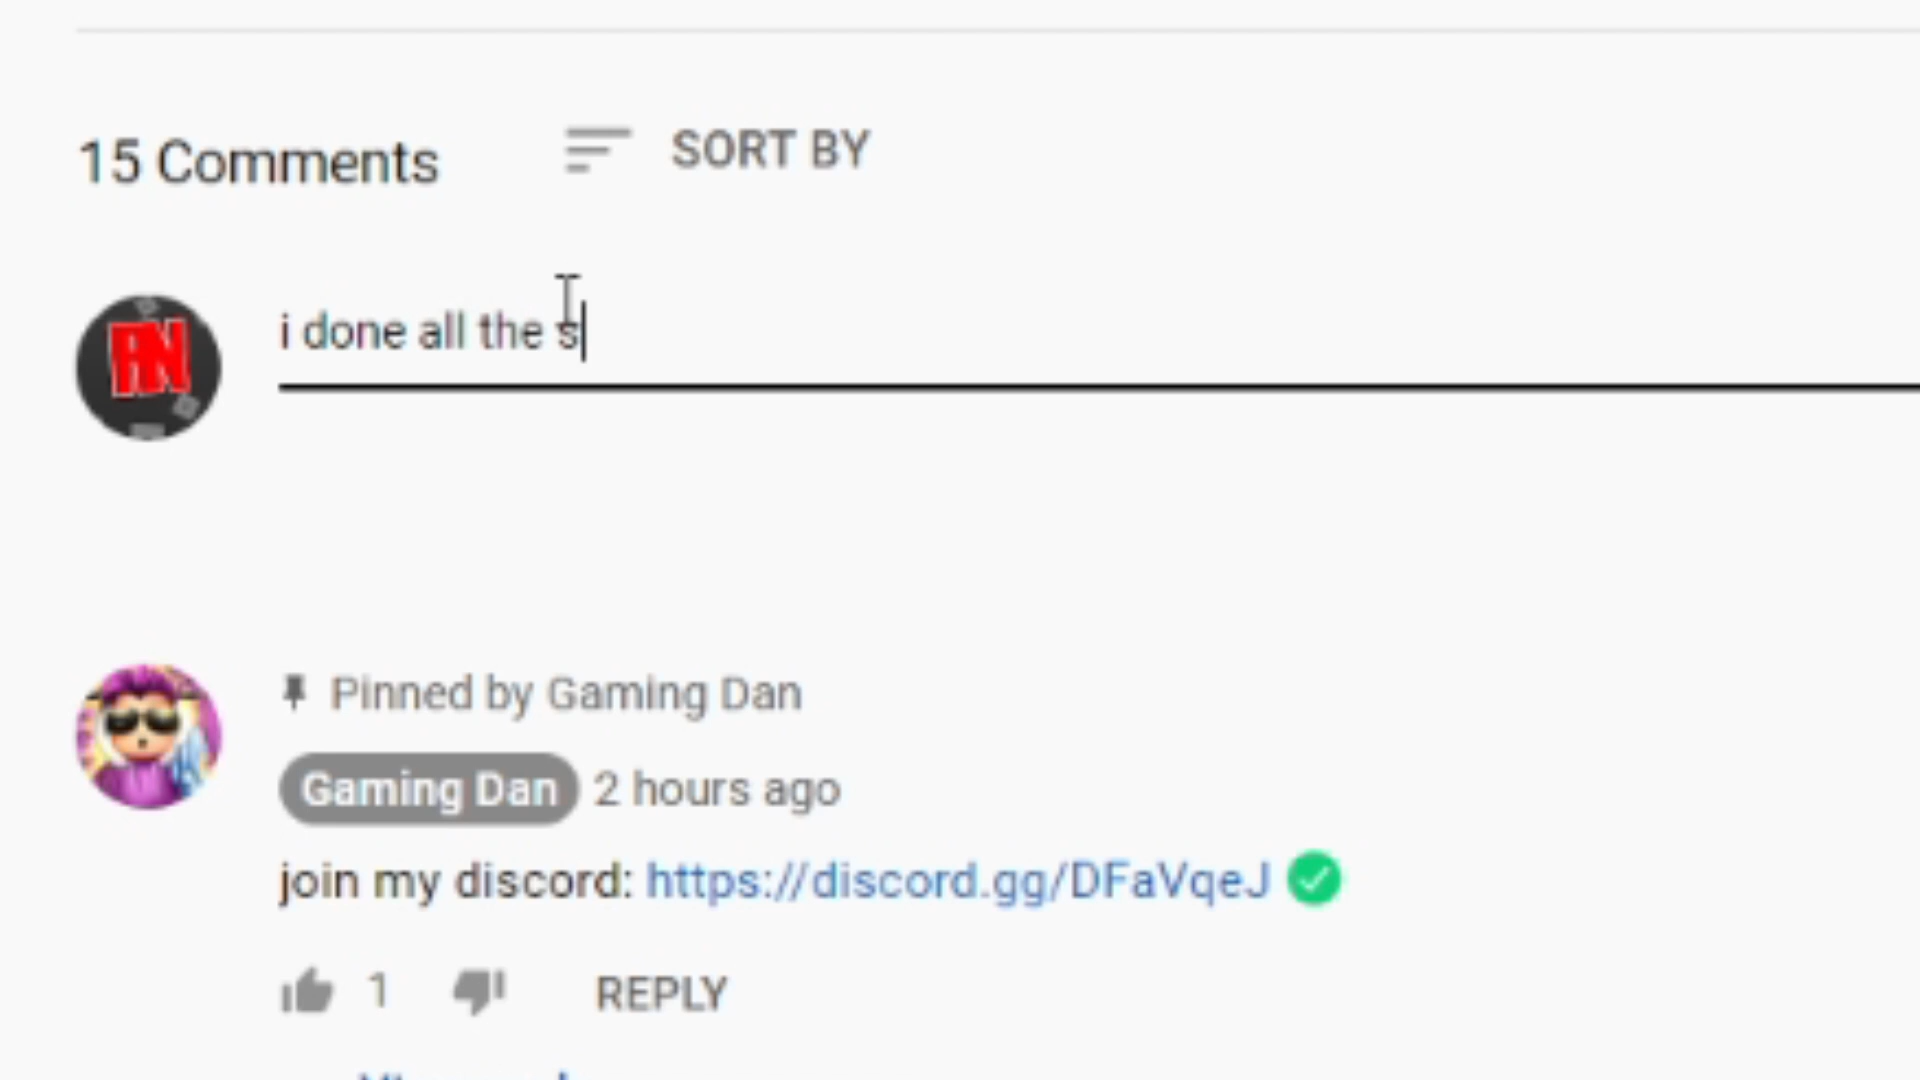 15 Comments
SORT BY
i done all the s
Pinned by Gaming Dan
Gaming Dan 2 hours ago
join my discord: https://discord.gg/DFaVqeJ
1
REPLY